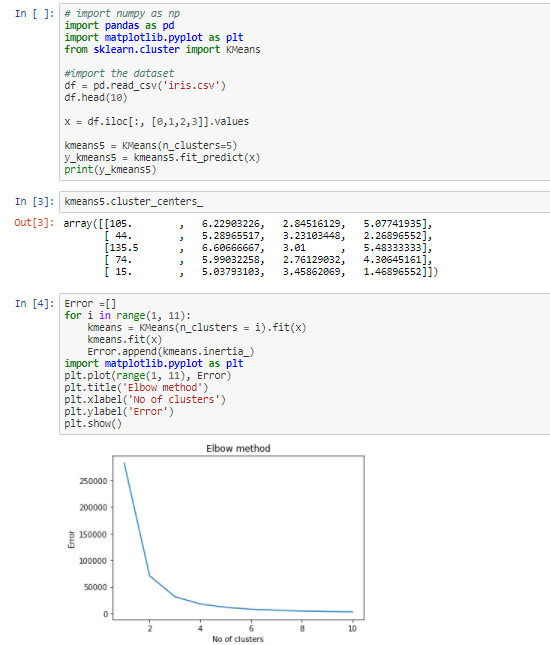 In [ ]: # import numpy as np
import pandas as pd
import matplotlib.pyplot as plt
from sklearn.cluster import KMeans
#import the dataset
df = pd.read_csv('iris.csv')
df.head(10)
x = df.iloc[:, [0,1,2,3]].values
kmeans5 = KMeans(n_clusters=5)
y_kmeans5 = kmeans5.fit_predict(x)
print(y_kmeans5)
In [3]: kmeans5.cluster_centers_
Out[3]: array([[105.       ,   6.22903226,   2.84516129,   5.07741935],
[ 44.       ,   5.28965517,   3.23103448,   2.26896552],
[135.5      ,   6.60666667,   3.01      ,   5.48333333],
[ 74.       ,   5.99032258,   2.76129032,   4.30645161],
[ 15.       ,   5.03793103,   3.45862069,   1.46896552]])
In [4]: Error =[]
for i in range(1, 11):
kmeans = KMeans(n_clusters = i).fit(x)
kmeans.fit(x)
Error.append(kmeans.inertia_)
import matplotlib.pyplot as plt
plt.plot(range(1, 11), Error)
plt.title('Elbow method')
plt.xlabel('No of clusters')
plt.ylabel('Error')
plt.show()
Elbow method
250000
200000
150000
100000
50000
0
Error
2 4 6 8 10
No of clusters